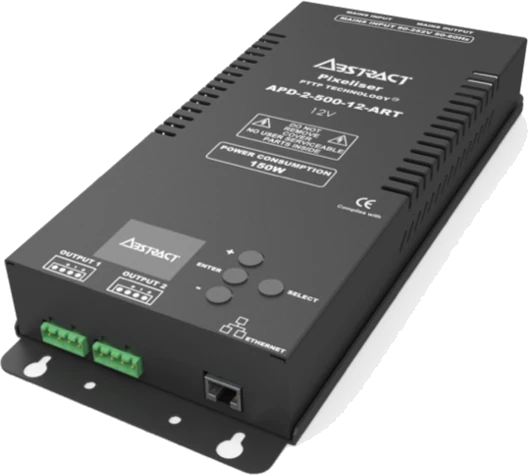 MAINS INPUT MAINS OUTPUT
MAINS INPUT 90-252V 50-60Hz
ABSTRACT
Pixeliser
PTTP TECHNOLOGY
APD-2-500-12-ART
12V
DO NOT
REMOVE
COVER
NO USER SERVICEABLE
PARTS INSIDE
POWER CONSUMPTION
150W
CE
Complies with
ABSTRACT
OUTPUT 1
OUTPUT 2
+
ENTER
-
SELECT
ETHERNET